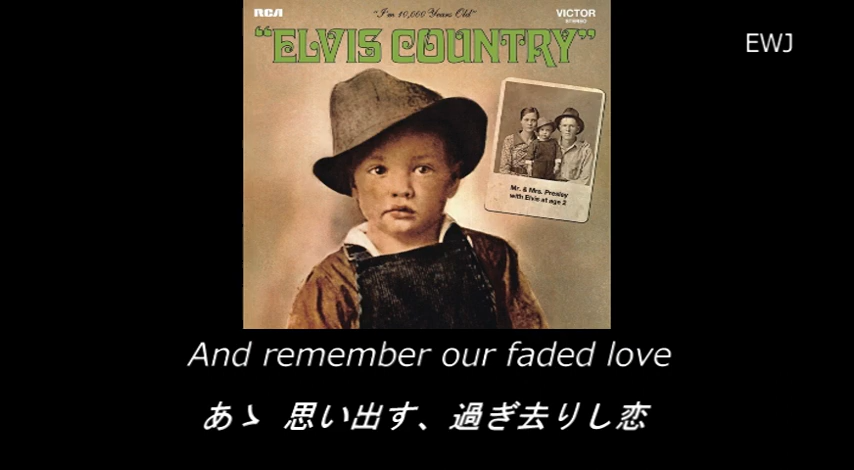 RCA
"I'm 10,000 Years Old"
VICTOR
STEREO
"ELVIS COUNTRY"
EWJ
Mr. & Mrs. Presley
with Elvis at age 2
And remember our faded love
あゝ 思い出す、過ぎ去りし恋